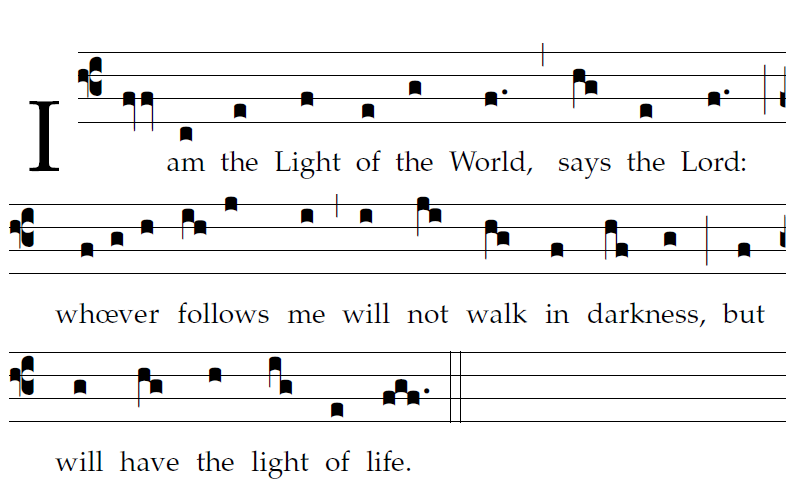 I am the Light of the World, says the Lord:
whœver follows me will not walk in darkness, but
will have the light of life.